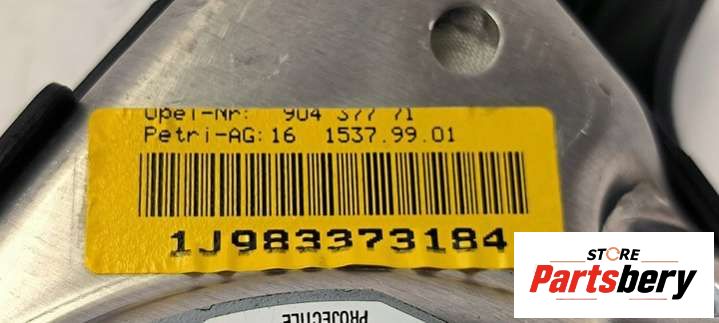 Opel-Nr: 904 377 71
Petri-AG:16 1537.99.01
1J983373184
STORE
Partsbery
PROJECTILE